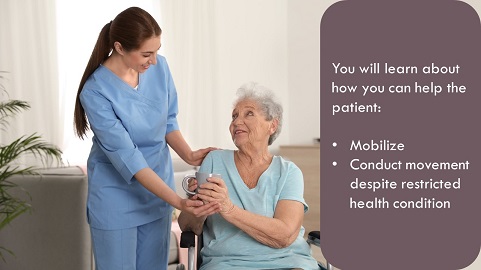 You will learn about
how you can help the
patient:
• Mobilize
• Conduct movement
despite restricted
health condition